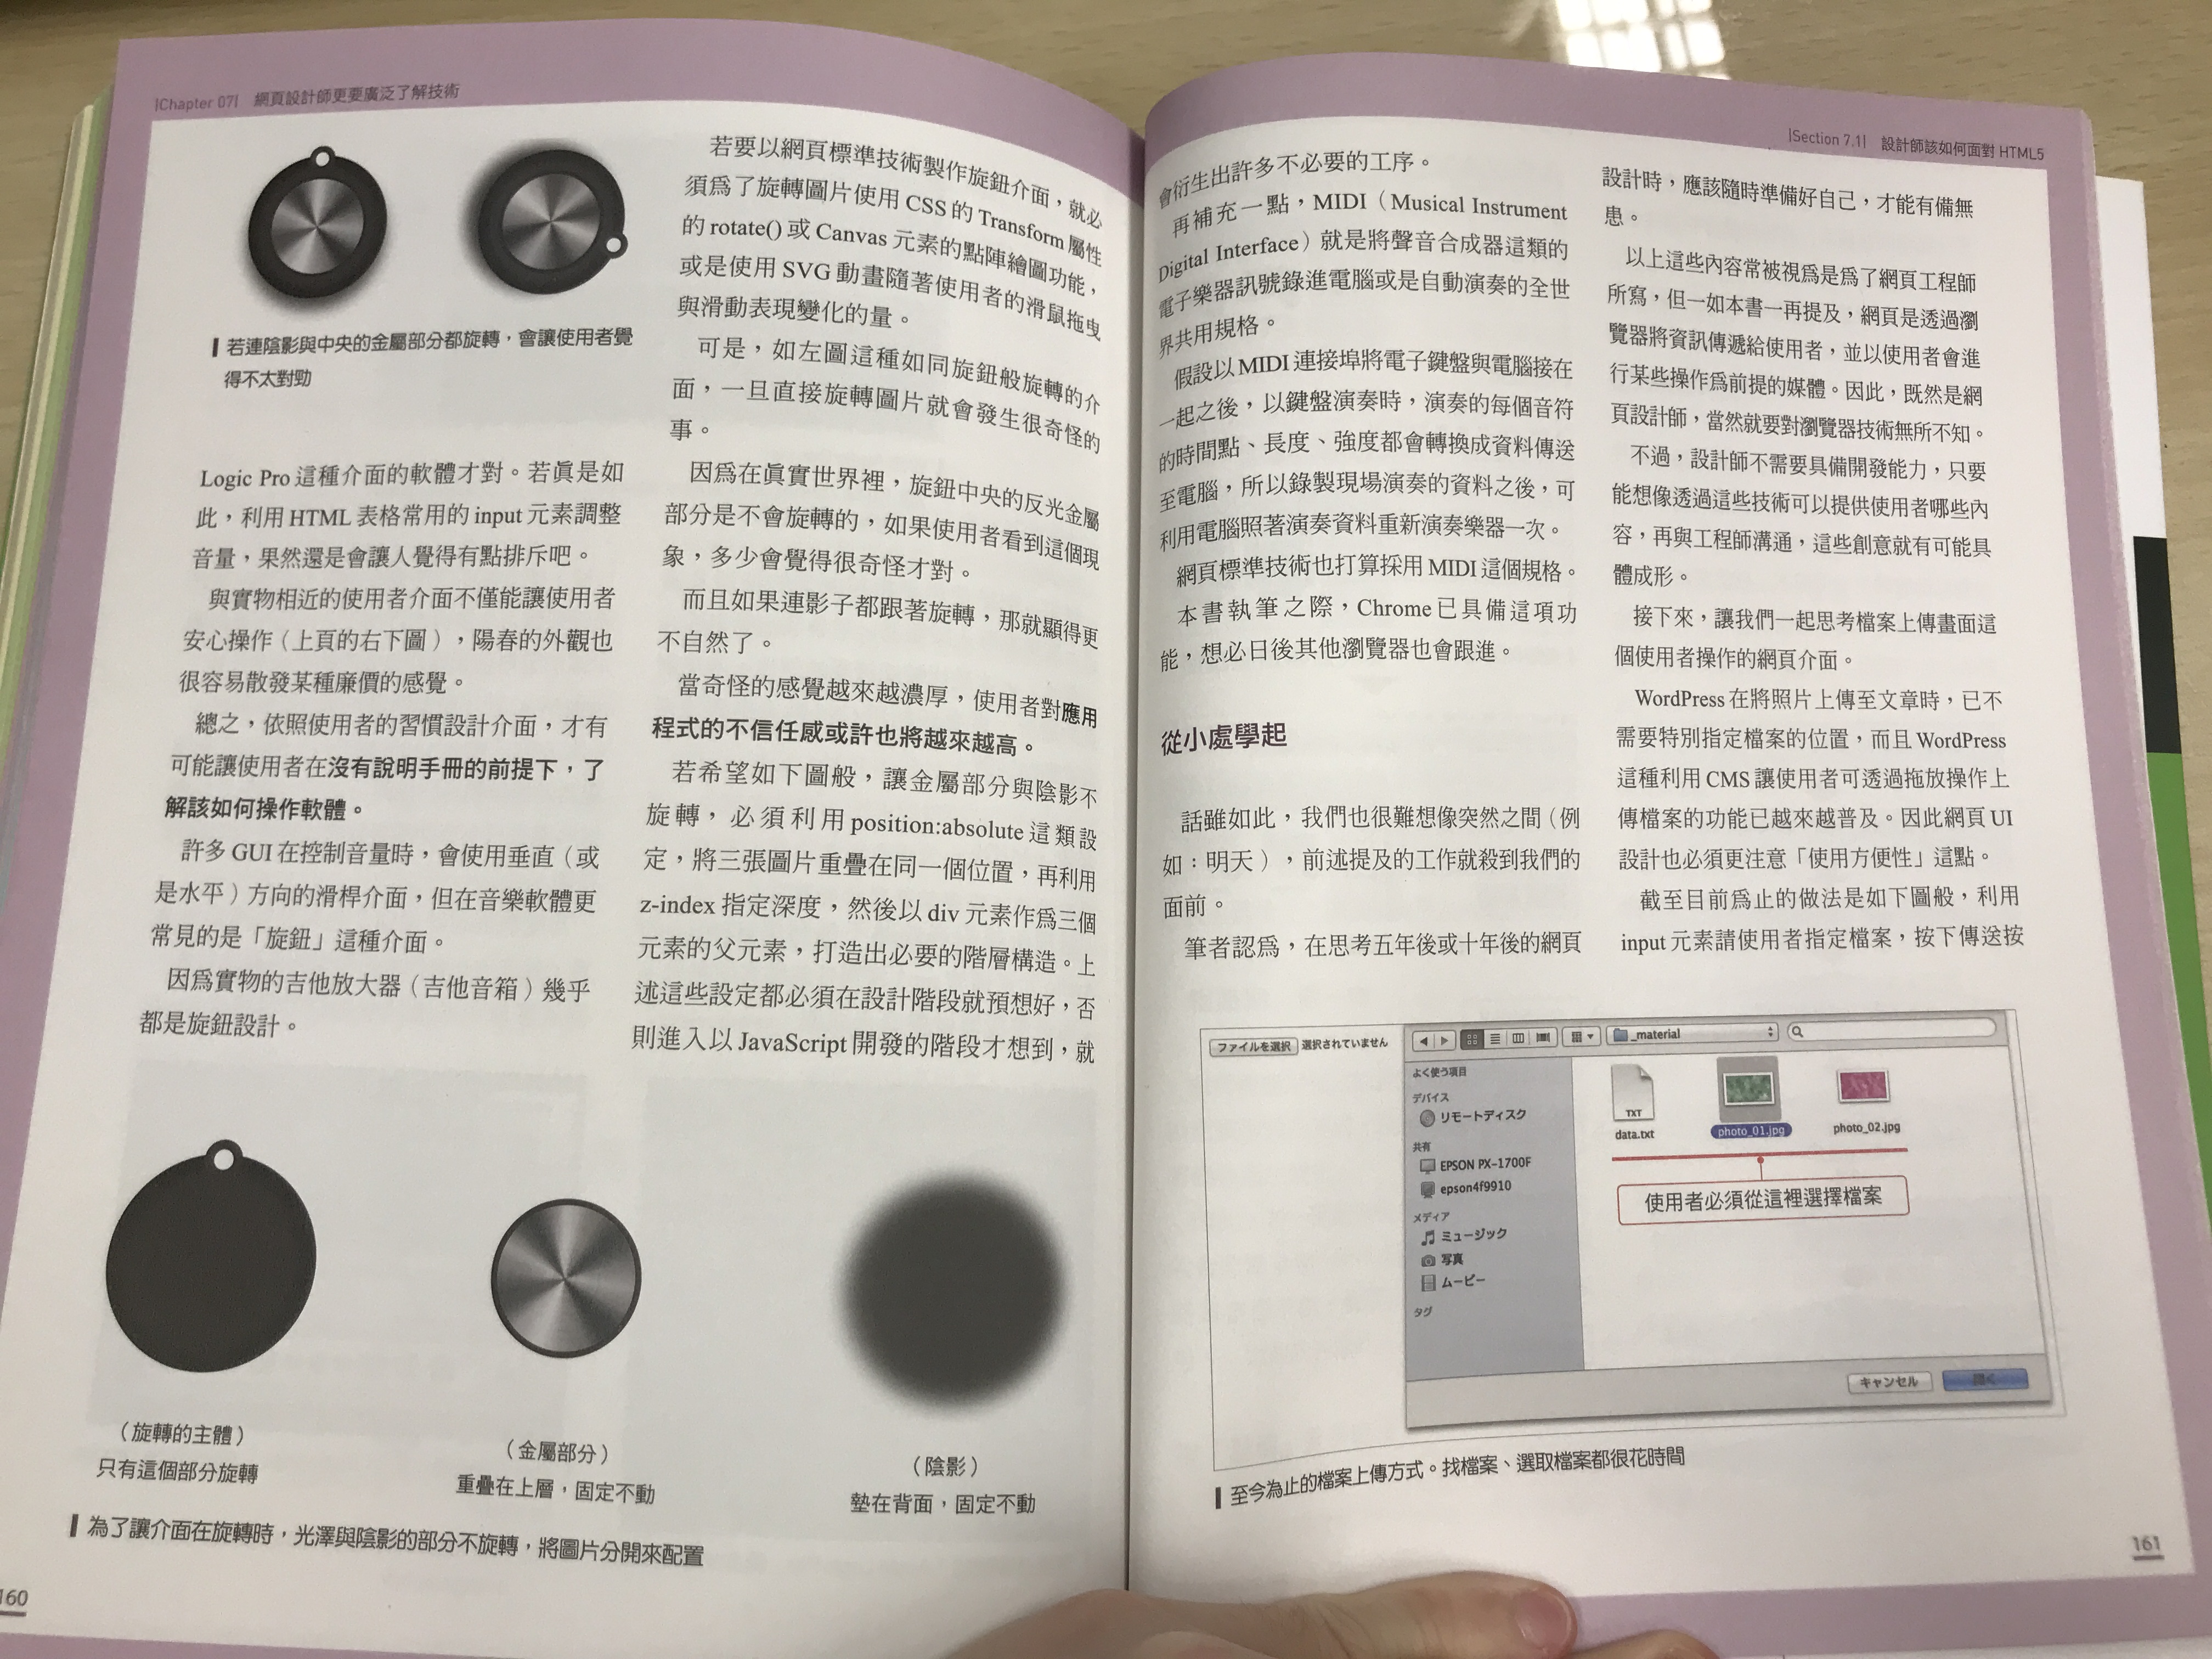 |Chapter 07| 網頁設計師更要廣泛了解技術
若連陰影與中央的金屬部分都旋轉，會讓使用者覺
得不太對勁
Logic Pro 這種介面的軟體才對。若眞是如
此，利用 HTML 表格常用的 input 元素調整
音量，果然還是會讓人覺得有點排斥吧。
與實物相近的使用者介面不僅能讓使用者
安心操作（上頁的右下圖），陽春的外觀也
很容易散發某種廉價的感覺。
總之，依照使用者的習慣設計介面，才有
可能讓使用者在沒有說明手冊的前提下，了
解該如何操作軟體。
許多 GUI 在控制音量時，會使用垂直（或
是水平）方向的滑桿介面，但在音樂軟體更
常見的是「旋鈕」這種介面。
因爲實物的吉他放大器（吉他音箱）幾乎
都是旋鈕設計。
若要以網頁標準技術製作旋鈕介面，就必
須爲了旋轉圖片使用 CSS 的 Transform 屬性
的 rotate() 或 Canvas 元素的點陣繪圖功能，
或是使用 SVG 動畫隨著使用者的滑鼠拖曳
與滑動表現變化的量。
可是，如左圖這種如同旋鈕般旋轉的介
面，一旦直接旋轉圖片就會發生很奇怪的
事。
因爲在眞實世界裡，旋鈕中央的反光金屬
部分是不會旋轉的，如果使用者看到這個現
象，多少會覺得很奇怪才對。
而且如果連影子都跟著旋轉，那就顯得更
不自然了。
當奇怪的感覺越來越濃厚，使用者對應用
程式的不信任感或許也將越來越高。
若希望如下圖般，讓金屬部分與陰影不
旋轉，必須利用 position:absolute 這類設
定，將三張圖片重疊在同一個位置，再利用
z-index 指定深度，然後以 div 元素作爲三個
元素的父元素，打造出必要的階層構造。上
述這些設定都必須在設計階段就預想好，否
則進入以 JavaScript 開發的階段才想到，就
（旋轉的主體）
只有這個部分旋轉
（金屬部分）
重疊在上層，固定不動
（陰影）
墊在背面，固定不動
為了讓介面在旋轉時，光澤與陰影的部分不旋轉，將圖片分開來配置
160
|Section 7.1| 設計師該如何面對 HTML5
會衍生出許多不必要的工序。
再補充一點，MIDI（Musical Instrument
Digital Interface）就是將聲音合成器這類的
電子樂器訊號錄進電腦或是自動演奏的全世
界共用規格。
假設以 MIDI 連接埠將電子鍵盤與電腦接在
一起之後，以鍵盤演奏時，演奏的每個音符
的時間點、長度、強度都會轉換成資料傳送
至電腦，所以錄製現場演奏的資料之後，可
利用電腦照著演奏資料重新演奏樂器一次。
網頁標準技術也打算採用 MIDI 這個規格。
本書執筆之際，Chrome 已具備這項功
能，想必日後其他瀏覽器也會跟進。
從小處學起
話雖如此，我們也很難想像突然之間（例
如：明天），前述提及的工作就殺到我們的
面前。
筆者認爲，在思考五年後或十年後的網頁
設計時，應該隨時準備好自己，才能有備無
患。
以上這些內容常被視爲是爲了網頁工程師
所寫，但一如本書一再提及，網頁是透過瀏
覽器將資訊傳遞給使用者，並以使用者會進
行某些操作爲前提的媒體。因此，既然是網
頁設計師，當然就要對瀏覽器技術無所不知。
不過，設計師不需要具備開發能力，只要
能想像透過這些技術可以提供使用者哪些內
容，再與工程師溝通，這些創意就有可能具
體成形。
接下來，讓我們一起思考檔案上傳畫面這
個使用者操作的網頁介面。
WordPress 在將照片上傳至文章時，已不
需要特別指定檔案的位置，而且 WordPress
這種利用 CMS 讓使用者可透過拖放操作上
傳檔案的功能已越來越普及。因此網頁 UI
設計也必須更注意「使用方便性」這點。
截至目前爲止的做法是如下圖般，利用
input 元素請使用者指定檔案，按下傳送按
ファイルを選択 選択されていません
_material
よく使う項目
デバイス
リモートディスク
共有
EPSON PX-1700F
epson4f9910
メディア
ミュージック
写真
ムービー
タグ
TXT
data.txt
photo_01.jpg
photo_02.jpg
使用者必須從這裡選擇檔案
キャンセル
開く
至今為止的檔案上傳方式。找檔案、選取檔案都很花時間
161